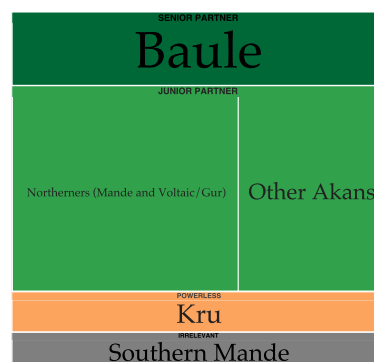 SENIOR PARTNER
Baule
JUNIOR PARTNER
Northerners (Mande and Voltaic/Gur)
Other Akans
POWERLESS
Kru
IRRELEVANT
Southern Mande